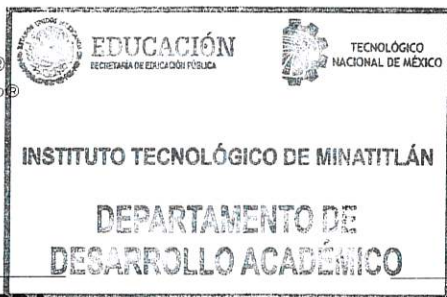 EDUCACIÓN
SECRETARÍA DE EDUCACIÓN PÚBLICA
TECNOLÓGICO
NACIONAL DE MÉXICO
®
®
INSTITUTO TECNOLÓGICO DE MINATITLÁN
DEPARTAMENTO DE
DESARROLLO ACADÉMICO